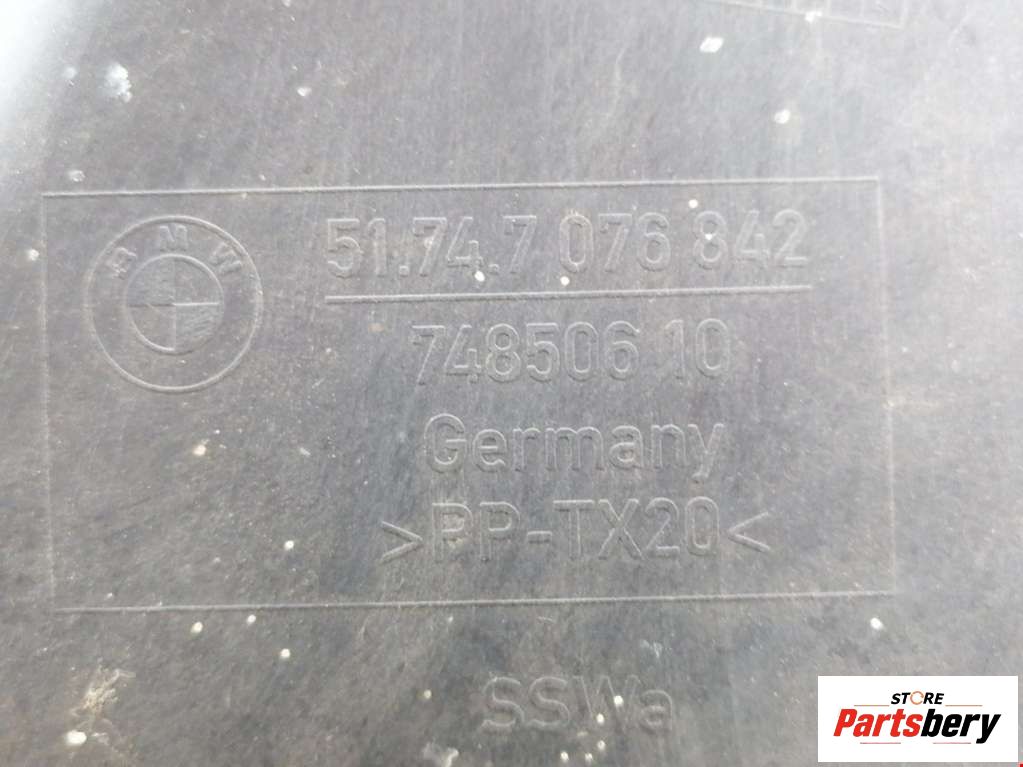 BMW
51.74.7 076 842
748506 10
Germany
>PP-TX20<
SSWa
STORE
Partsbery